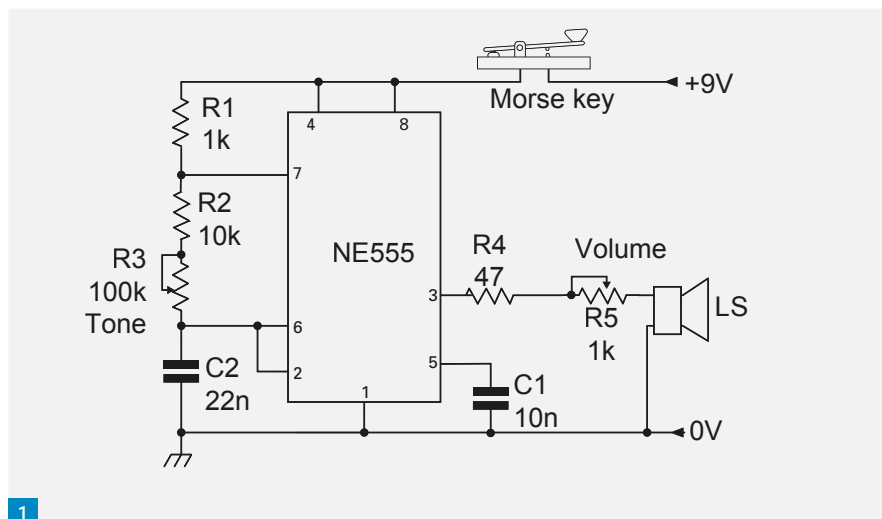 Morse key
+9V
R1
1k
4
8
7
R2
10k
NE555
R3
100k
Tone
R4
47
Volume
3
R5
1k
LS
6
2
C2
22n
5
C1
10n
1
0V
1